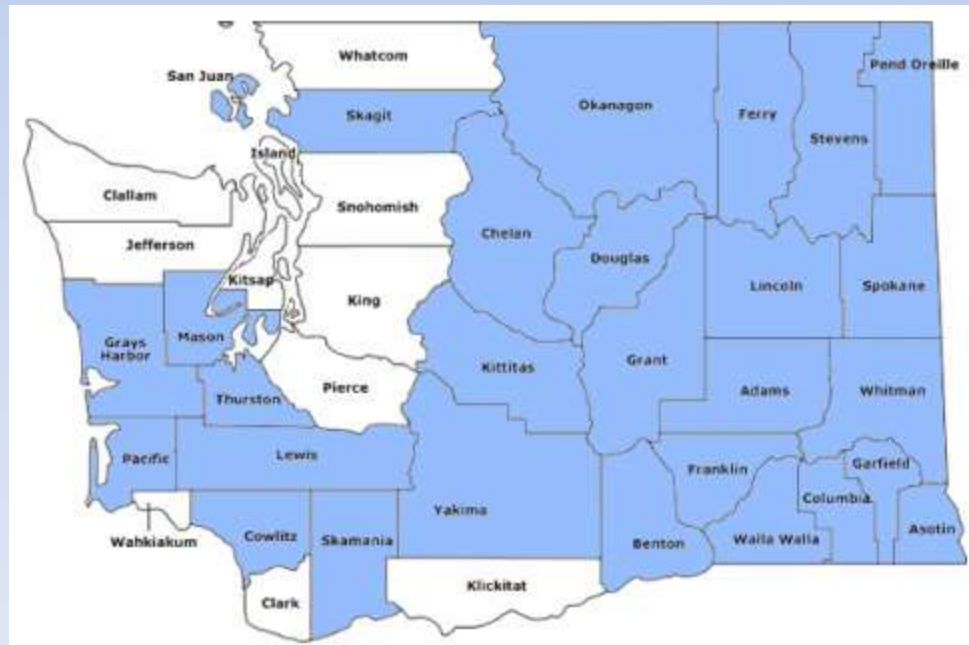 Whatcom
San Juan
Skagit
Okanagon
Ferry
Pend Oreille
Stevens
Island
Clallam
Snohomish
Jefferson
Chelan
Douglas
Kitsap
King
Lincoln
Spokane
Mason
Grays
Harbor
Kittitas
Grant
Pierce
Thurston
Adams
Whitman
Pacific
Lewis
Franklin
Garfield
Columbia
Yakima
Wahkiakum
Cowlitz
Skamania
Benton
Walla Walla
Asotin
Klickitat
Clark